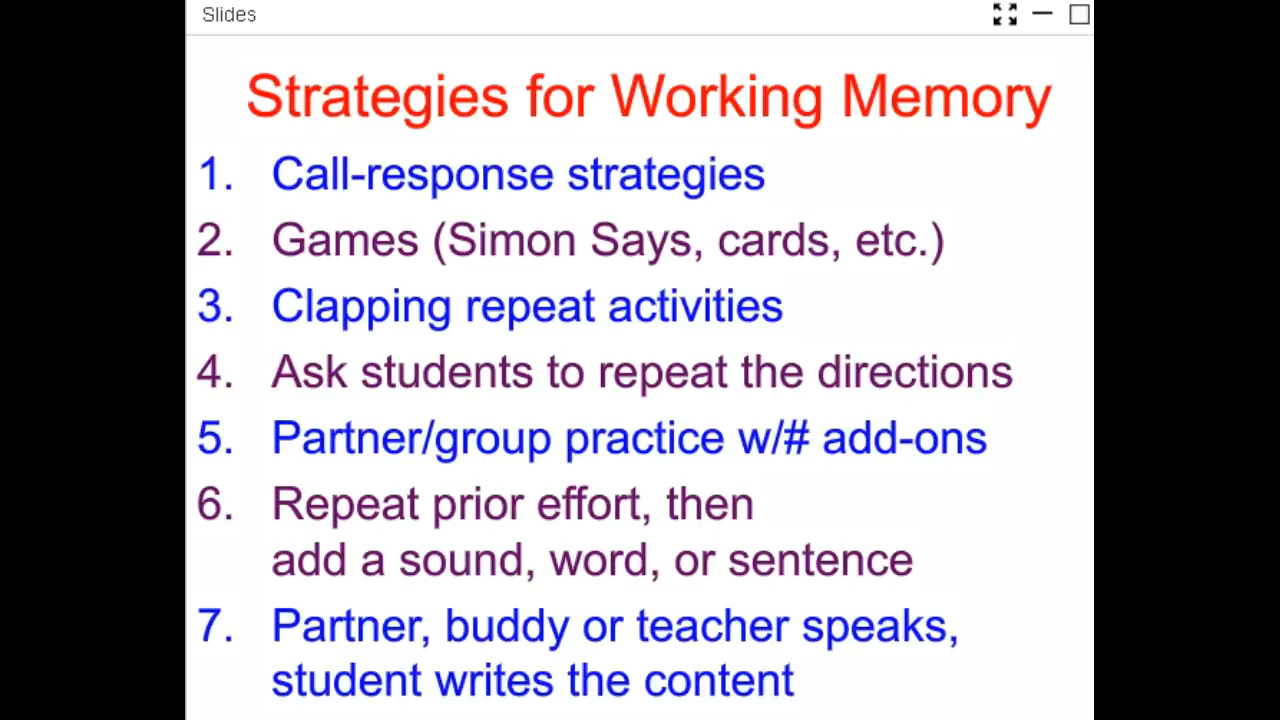 Slides
Strategies for Working Memory
1. Call-response strategies
2. Games (Simon Says, cards, etc.)
3. Clapping repeat activities
4. Ask students to repeat the directions
5. Partner/group practice w/# add-ons
6. Repeat prior effort, then
add a sound, word, or sentence
7. Partner, buddy or teacher speaks,
student writes the content